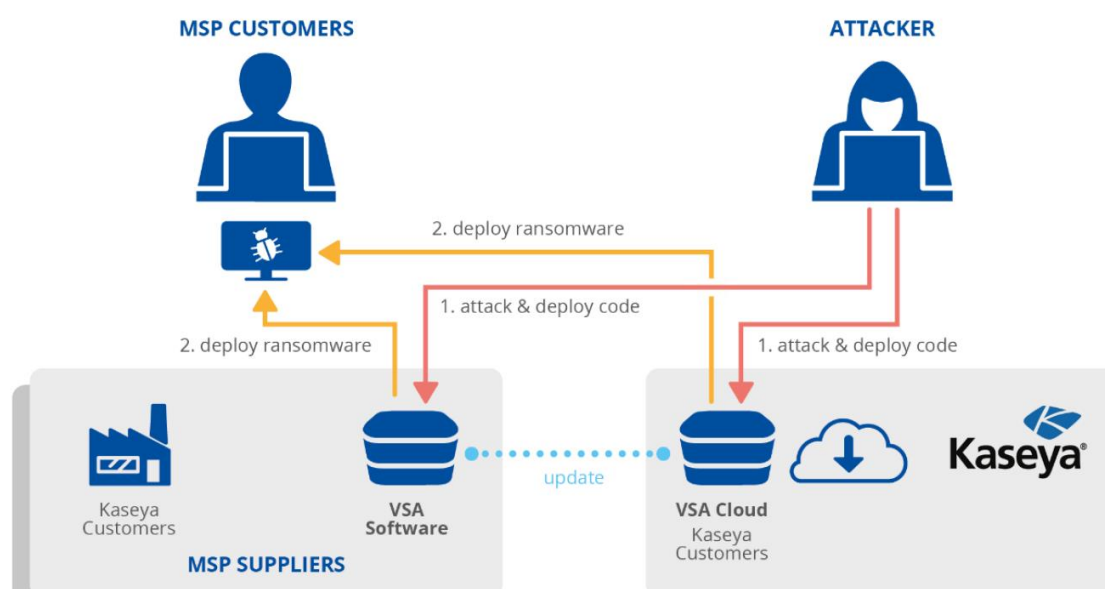 MSP CUSTOMERS
ATTACKER
2. deploy ransomware
1. attack & deploy code
2. deploy ransomware
1. attack & deploy code
Kaseya
Customers
VSA
Software
update
VSA Cloud
Kaseya
Customers
Kaseya®
MSP SUPPLIERS